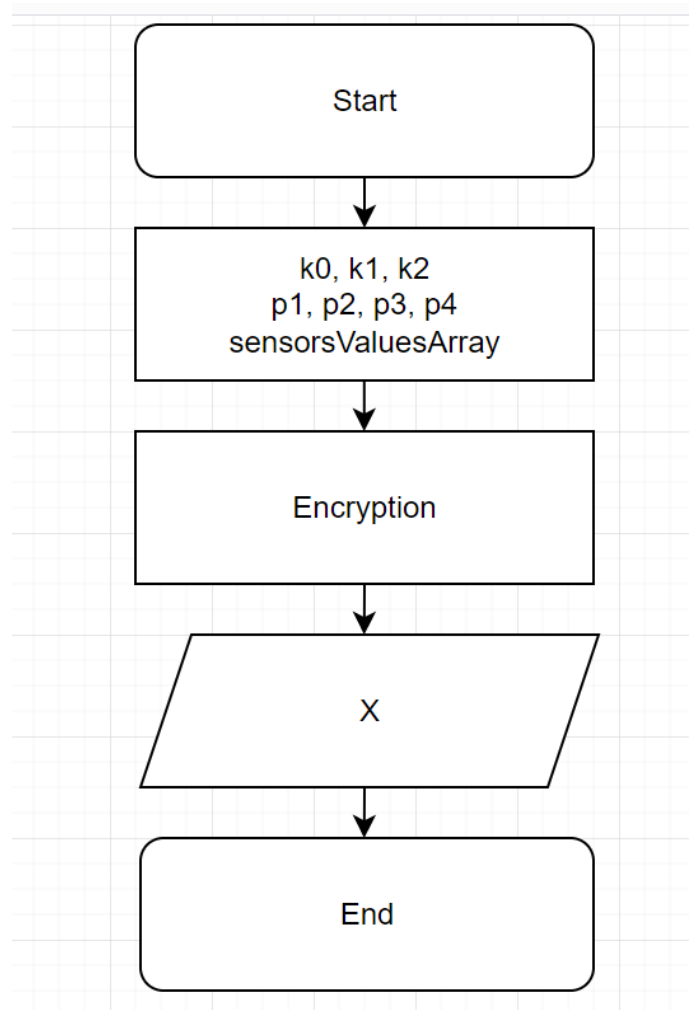 Start
k0, k1, k2
p1, p2, p3, p4
sensorsValuesArray
Encryption
X
End